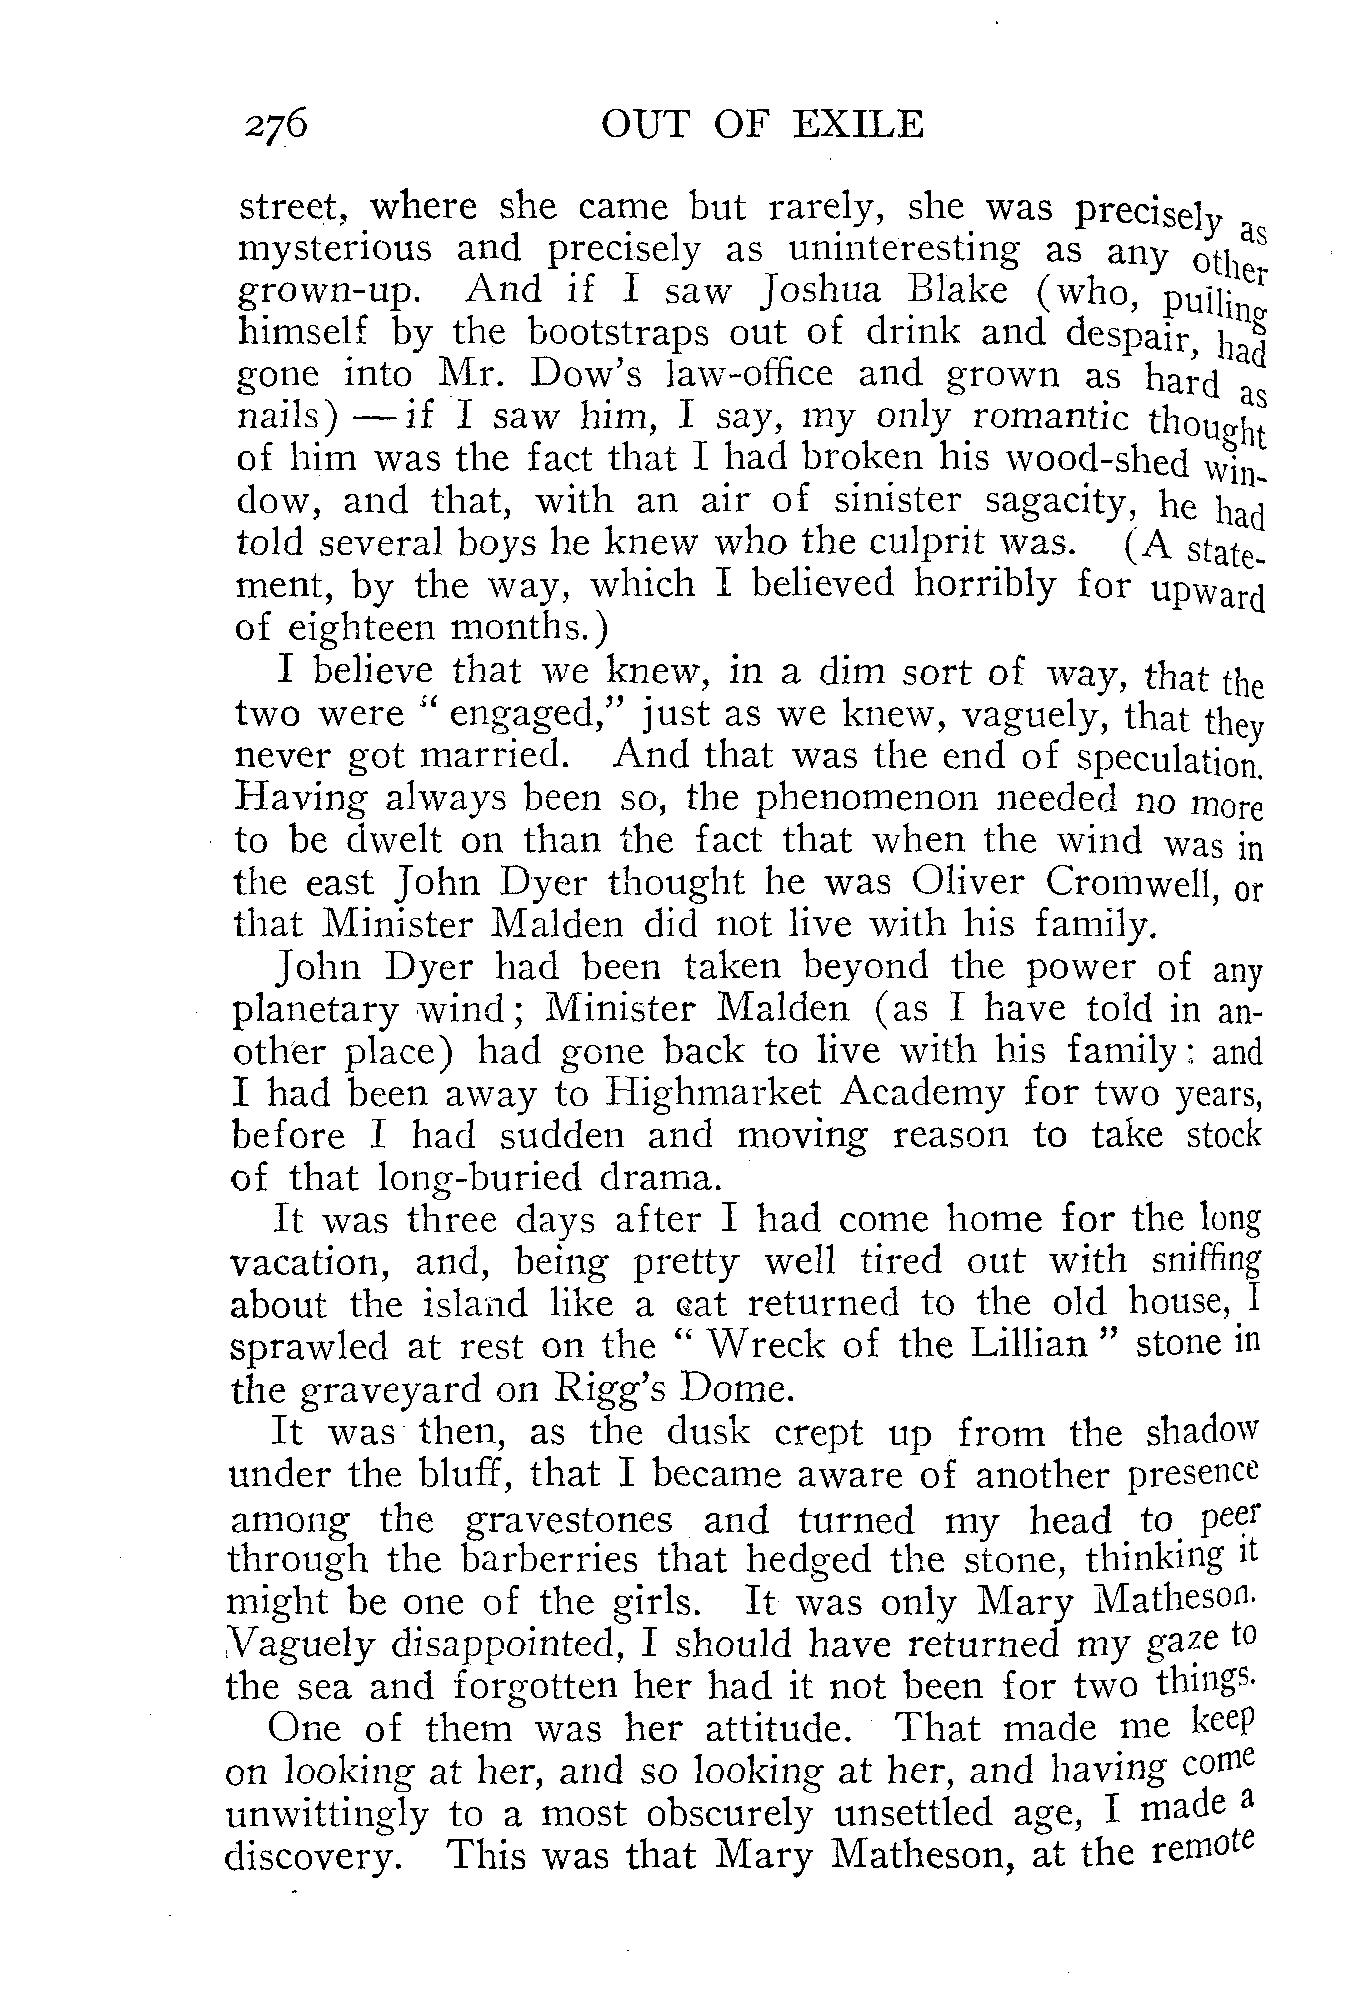 276 OUT OF EXILE
street, where she came but rarely, she was precisely as
mysterious and precisely as uninteresting as any other
grown-up. And if I saw Joshua Blake (who, pulling
himself by the bootstraps out of drink and despair, had
gone into Mr. Dow's law-office and grown as hard as
nails) — if I saw him, I say, my only romantic thought
of him was the fact that I had broken his wood-shed win-
dow, and that, with an air of sinister sagacity, he had
told several boys he knew who the culprit was. (A state-
ment, by the way, which I believed horribly for upward
of eighteen months.)
I believe that we knew, in a dim sort of way, that the
two were " engaged," just as we knew, vaguely, that they
never got married. And that was the end of speculation.
Having always been so, the phenomenon needed no more
to be dwelt on than the fact that when the wind was in
the east John Dyer thought he was Oliver Cromwell, or
that Minister Malden did not live with his family.
John Dyer had been taken beyond the power of any
planetary wind; Minister Malden (as I have told in an-
other place) had gone back to live with his family: and
I had been away to Highmarket Academy for two years,
before I had sudden and moving reason to take stock
of that long-buried drama.
It was three days after I had come home for the long
vacation, and, being pretty well tired out with sniffing
about the island like a cat returned to the old house, I
sprawled at rest on the " Wreck of the Lillian " stone in
the graveyard on Rigg's Dome.
It was then, as the dusk crept up from the shadow
under the bluff, that I became aware of another presence
among the gravestones and turned my head to peer
through the barberries that hedged the stone, thinking it
might be one of the girls. It was only Mary Matheson.
Vaguely disappointed, I should have returned my gaze to
the sea and forgotten her had it not been for two things.
One of them was her attitude. That made me keep
on looking at her, and so looking at her, and having come
unwittingly to a most obscurely unsettled age, I made a
discovery. This was that Mary Matheson, at the remote